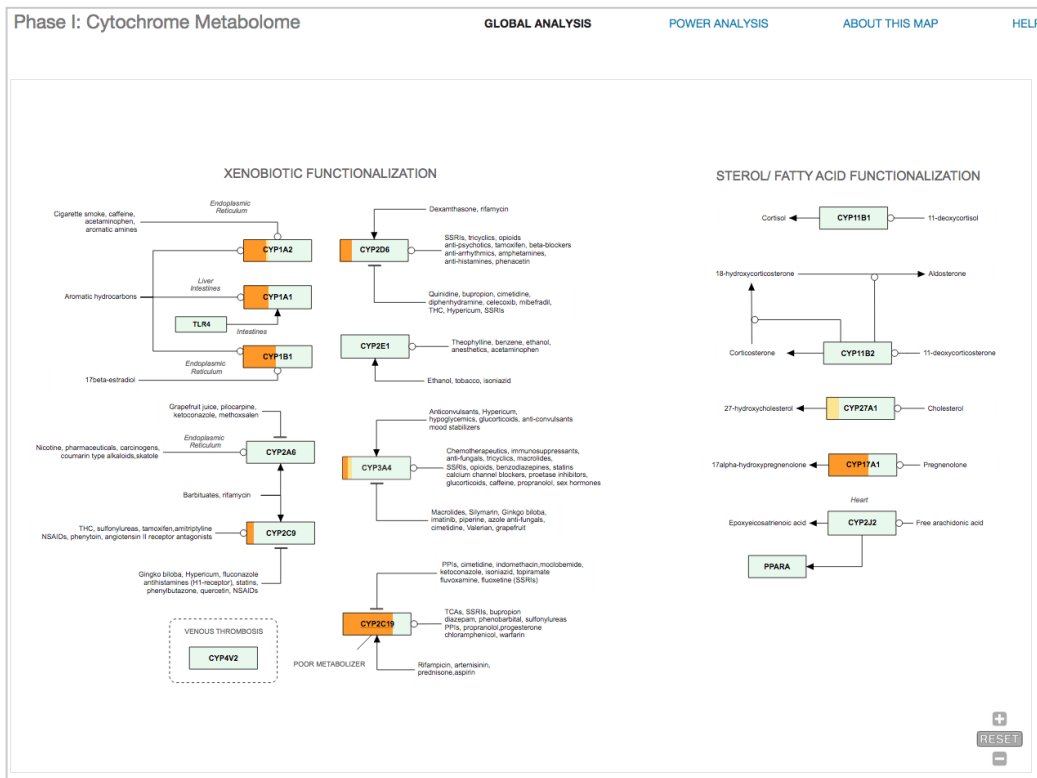 Phase I: Cytochrome Metabolome
GLOBAL ANALYSIS
POWER ANALYSIS
ABOUT THIS MAP
HELP
XENOBIOTIC FUNCTIONALIZATION
Endoplasmic
Reticulum
Cigarette smoke, caffeine,
acetaminophen,
aromatic amines
CYP1A2
Liver
Intestines
Aromatic hydrocarbons
CYP1A1
TLR4
Intestines
CYP1B1
Endoplasmic
Reticulum
17beta-estradiol
Grapefruit juice, pilocarpine,
ketoconazole, methoxsalen
Endoplasmic
Reticulum
Nicotine, pharmaceuticals, carcinogens,
coumarin type alkaloids,skatole
CYP2A6
Barbituates, rifamycin
THC, sulfonylureas, tamoxifen,amitriptyline
NSAIDs, phenytoin, angiotensin II receptor antagonists
CYP2C9
Gingko biloba, Hypericum, fluconazole
antihistamines (H1-receptor), statins,
phenylbutazone, quercetin, NSAIDs
VENOUS THROMBOSIS
CYP4V2
Dexamthasone, rifamycin
CYP2D6
SSRIs, tricyclics, opioids
anti-psychotics, tamoxifen, beta-blockers
anti-arrhythmics, amphetamines,
anti-histamines, phenacetin
Quinidine, bupropion, cimetidine,
diphenhydramine, celecoxib, mibefradil,
THC, Hypericum, SSRIs
CYP2E1
Theophylline, benzene, ethanol,
anesthetics, acetaminophen
Ethanol, tobacco, isoniazid
Anticonvulsants, Hypericum,
hypoglycemics, glucorticoids, anti-convulsants
mood stabilizers
CYP3A4
Chemotherapeutics, immunosuppressants,
anti-fungals, tricyclics, macrolides,
SSRIs, opioids, benzodiazepines, statins
calcium channel blockers, proetase inhibitors,
glucorticoids, caffeine, propranolol, sex hormones
Macrolides, Silymarin, Ginkgo biloba,
imatinib, piperine, azole anti-fungals,
cimetidine, Valerian, grapefruit
PPIs, cimetidine, indomethacin,moclobemide,
ketoconazole, isoniazid, topiramate
fluvoxamine, fluoxetine (SSRIs)
CYP2C19
TCAs, SSRIs, bupropion
diazepam, phenobarbital, sulfonylureas
PPIs, propranolol,progesterone
chloramphenicol, warfarin
POOR METABOLIZER
Rifampicin, artemisinin,
prednisone,aspirin
STEROL/ FATTY ACID FUNCTIONALIZATION
Cortisol
CYP11B1
11-deoxycortisol
18-hydroxycorticosterone
Aldosterone
Corticosterone
CYP11B2
11-deoxycorticosterone
27-hydroxycholesterol
CYP27A1
Cholesterol
17alpha-hydroxypregnenolone
CYP17A1
Pregnenolone
Heart
Epoxyeicosatrienoic acid
CYP2J2
Free arachidonic acid
PPARA
RESET